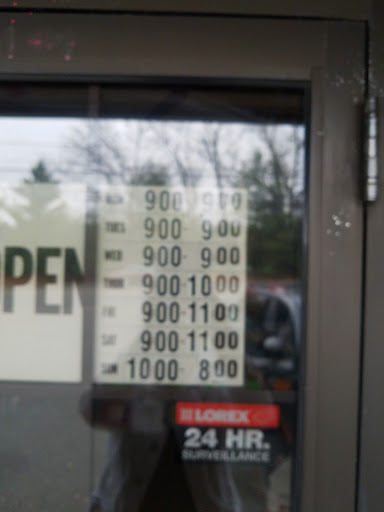 OPEN
MON 900 900
TUES 900 900
WED 900- 900
THUR 900-1000
FRI 900-1100
SAT 900-1100
SUN 1000- 800
LOREX
24 HR.
SURVEILLANCE